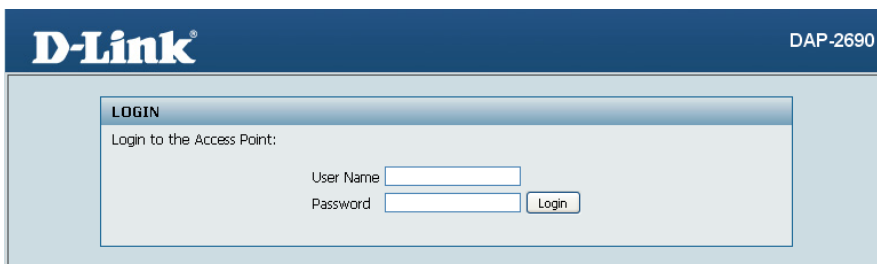 D-Link®
DAP-2690
LOGIN
Login to the Access Point:
User Name
Password Login